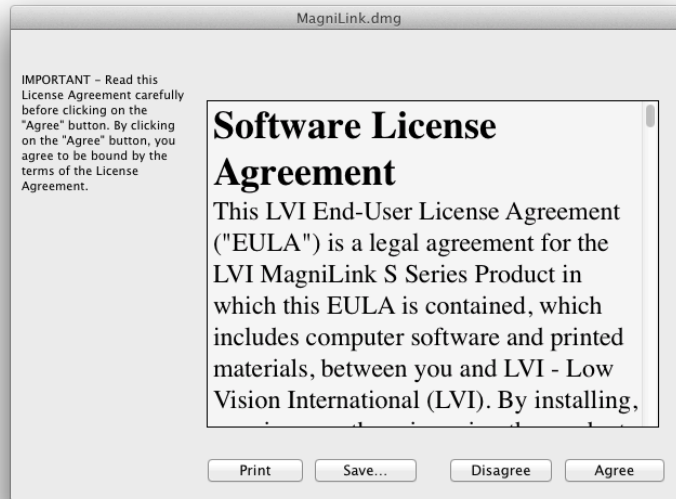 MagniLink.dmg
IMPORTANT – Read this
License Agreement carefully
before clicking on the
"Agree" button. By clicking
on the "Agree" button, you
agree to be bound by the
terms of the License
Agreement.
Software License
Agreement
This LVI End-User License Agreement
("EULA") is a legal agreement for the
LVI MagniLink S Series Product in
which this EULA is contained, which
includes computer software and printed
materials, between you and LVI - Low
Vision International (LVI). By installing,
Print
Save...
Disagree
Agree